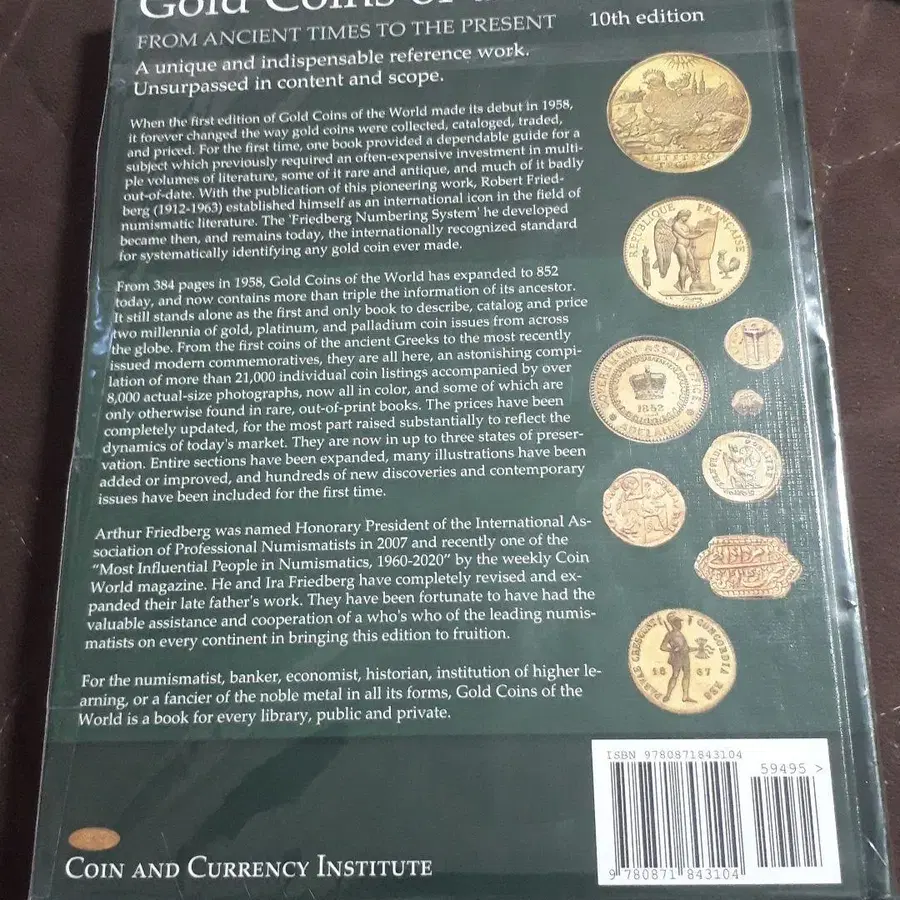 Gold Coins of
FROM ANCIENT TIMES TO THE PRESENT
10th edition
A unique and indispensable reference work.
Unsurpassed in content and scope.
When the first edition of Gold Coins of the World made its debut in 1958,
it forever changed the way gold coins were collected, cataloged, traded,
and priced. For the first time, one book provided a dependable guide for a
subject which previously required an often-expensive investment in multi-
ple volumes of literature, some of it rare and antique, and much of it badly
out-of-date. With the publication of this pioneering work, Robert Fried-
berg (1912-1963) established himself as an international icon in the field of
numismatic literature. The 'Friedberg Numbering System' he developed
became then, and remains today, the internationally recognized standard
for systematically identifying any gold coin ever made.
From 384 pages in 1958, Gold Coins of the World has expanded to 852
today, and now contains more than triple the information of its ancestor.
It still stands alone as the first and only book to describe, catalog and price
two millennia of gold, platinum, and palladium coin issues from across
the globe. From the first coins of the ancient Greeks to the most recently
issued modern commemoratives, they are all here, an astonishing compi-
lation of more than 21,000 individual coin listings accompanied by over
8,000 actual-size photographs, now all in color, and some of which are
only otherwise found in rare, out-of-print books. The prices have been
completely updated, for the most part raised substantially to reflect the
dynamics of today's market. They are now in up to three states of preser-
vation. Entire sections have been expanded, many illustrations have been
added or improved, and hundreds of new discoveries and contemporary
issues have been included for the first time.
Arthur Friedberg was named Honorary President of the International As-
sociation of Professional Numismatists in 2007 and recently one of the
"Most Influential People in Numismatics, 1960-2020" by the weekly Coin
World magazine. He and Ira Friedberg have completely revised and ex-
panded their late father's work. They have been fortunate to have had the
valuable assistance and cooperation of a who's who of the leading numis-
matists on every continent in bringing this edition to fruition.
For the numismatist, banker, economist, historian, institution of higher le-
arning, or a fancier of the noble metal in all its forms, Gold Coins of the
World is a book for every library, public and private.
REPUBLIQUE FRANÇAISE
GOVERNMENT ASSAY OFFICE
1852
ADELAIDE
PARVAE CRESCUNT CONCORDIA RES
18 67
COIN AND CURRENCY INSTITUTE
ISBN 9780871843104
59495 >
9 780871 843104